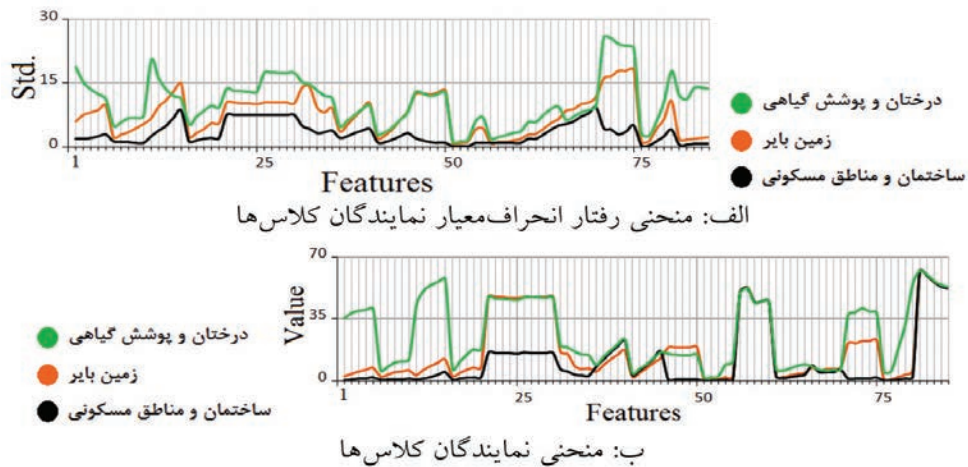 30
15
0
Std.
1
25
50
75
Features
درختان و پوشش گیاهی
زمین بایر
ساختمان و مناطق مسکونی
الف: منحنی رفتار انحراف‌معیار نمایندگان کلاس‌ها
70
35
0
Value
1
25
50
75
Features
درختان و پوشش گیاهی
زمین بایر
ساختمان و مناطق مسکونی
ب: منحنی نمایندگان کلاس‌ها